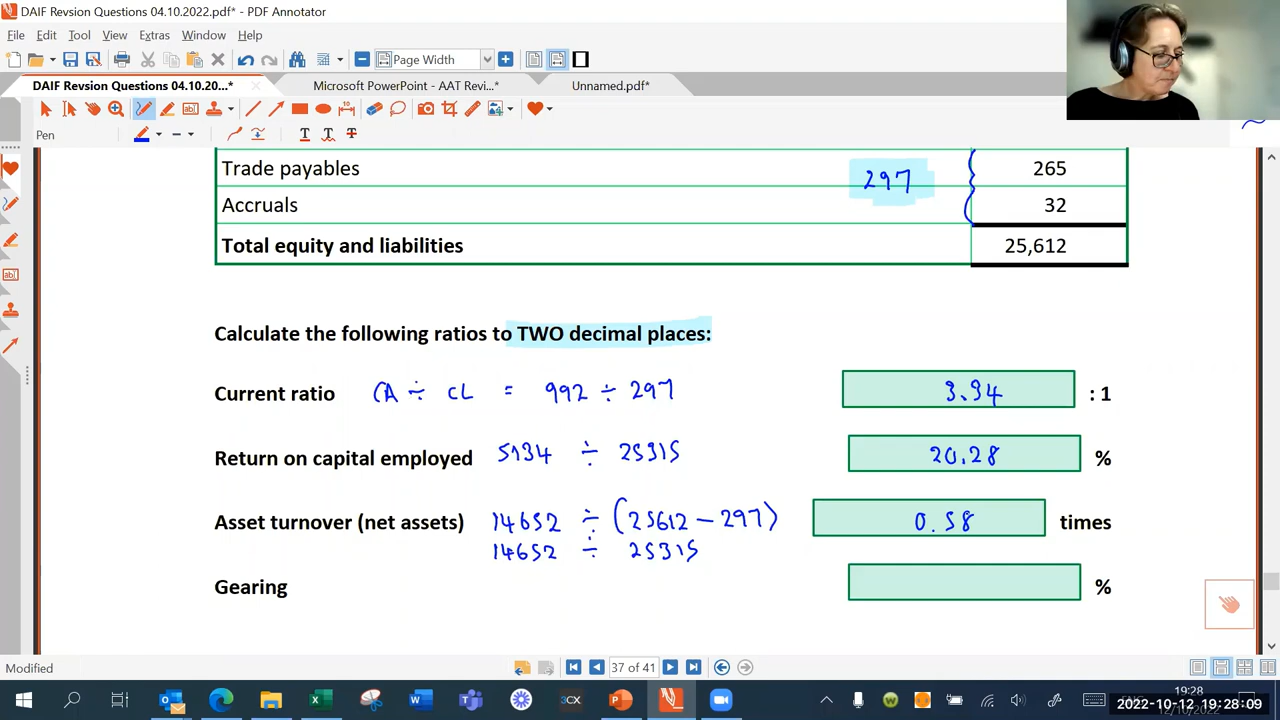 DAIF Revsion Questions 04.10.2022.pdf* - PDF Annotator
File Edit Tool View Extras Window Help
Page Width
DAIF Revsion Questions 04.10.20...* Microsoft PowerPoint - AAT Revi...* Unnamed.pdf*
Pen
Trade payables 297 265
Accruals 32
Total equity and liabilities 25,612
Calculate the following ratios to TWO decimal places:
Current ratio CA ÷ CL = 992 ÷ 297 3.34 : 1
Return on capital employed 5134 ÷ 25315 20.28 %
Asset turnover (net assets) 14652 ÷ (25612 - 297) 0.58 times
14652 ÷ 25315
Gearing %
Modified 37 of 41
19:28
2022-10-12 19:28:09